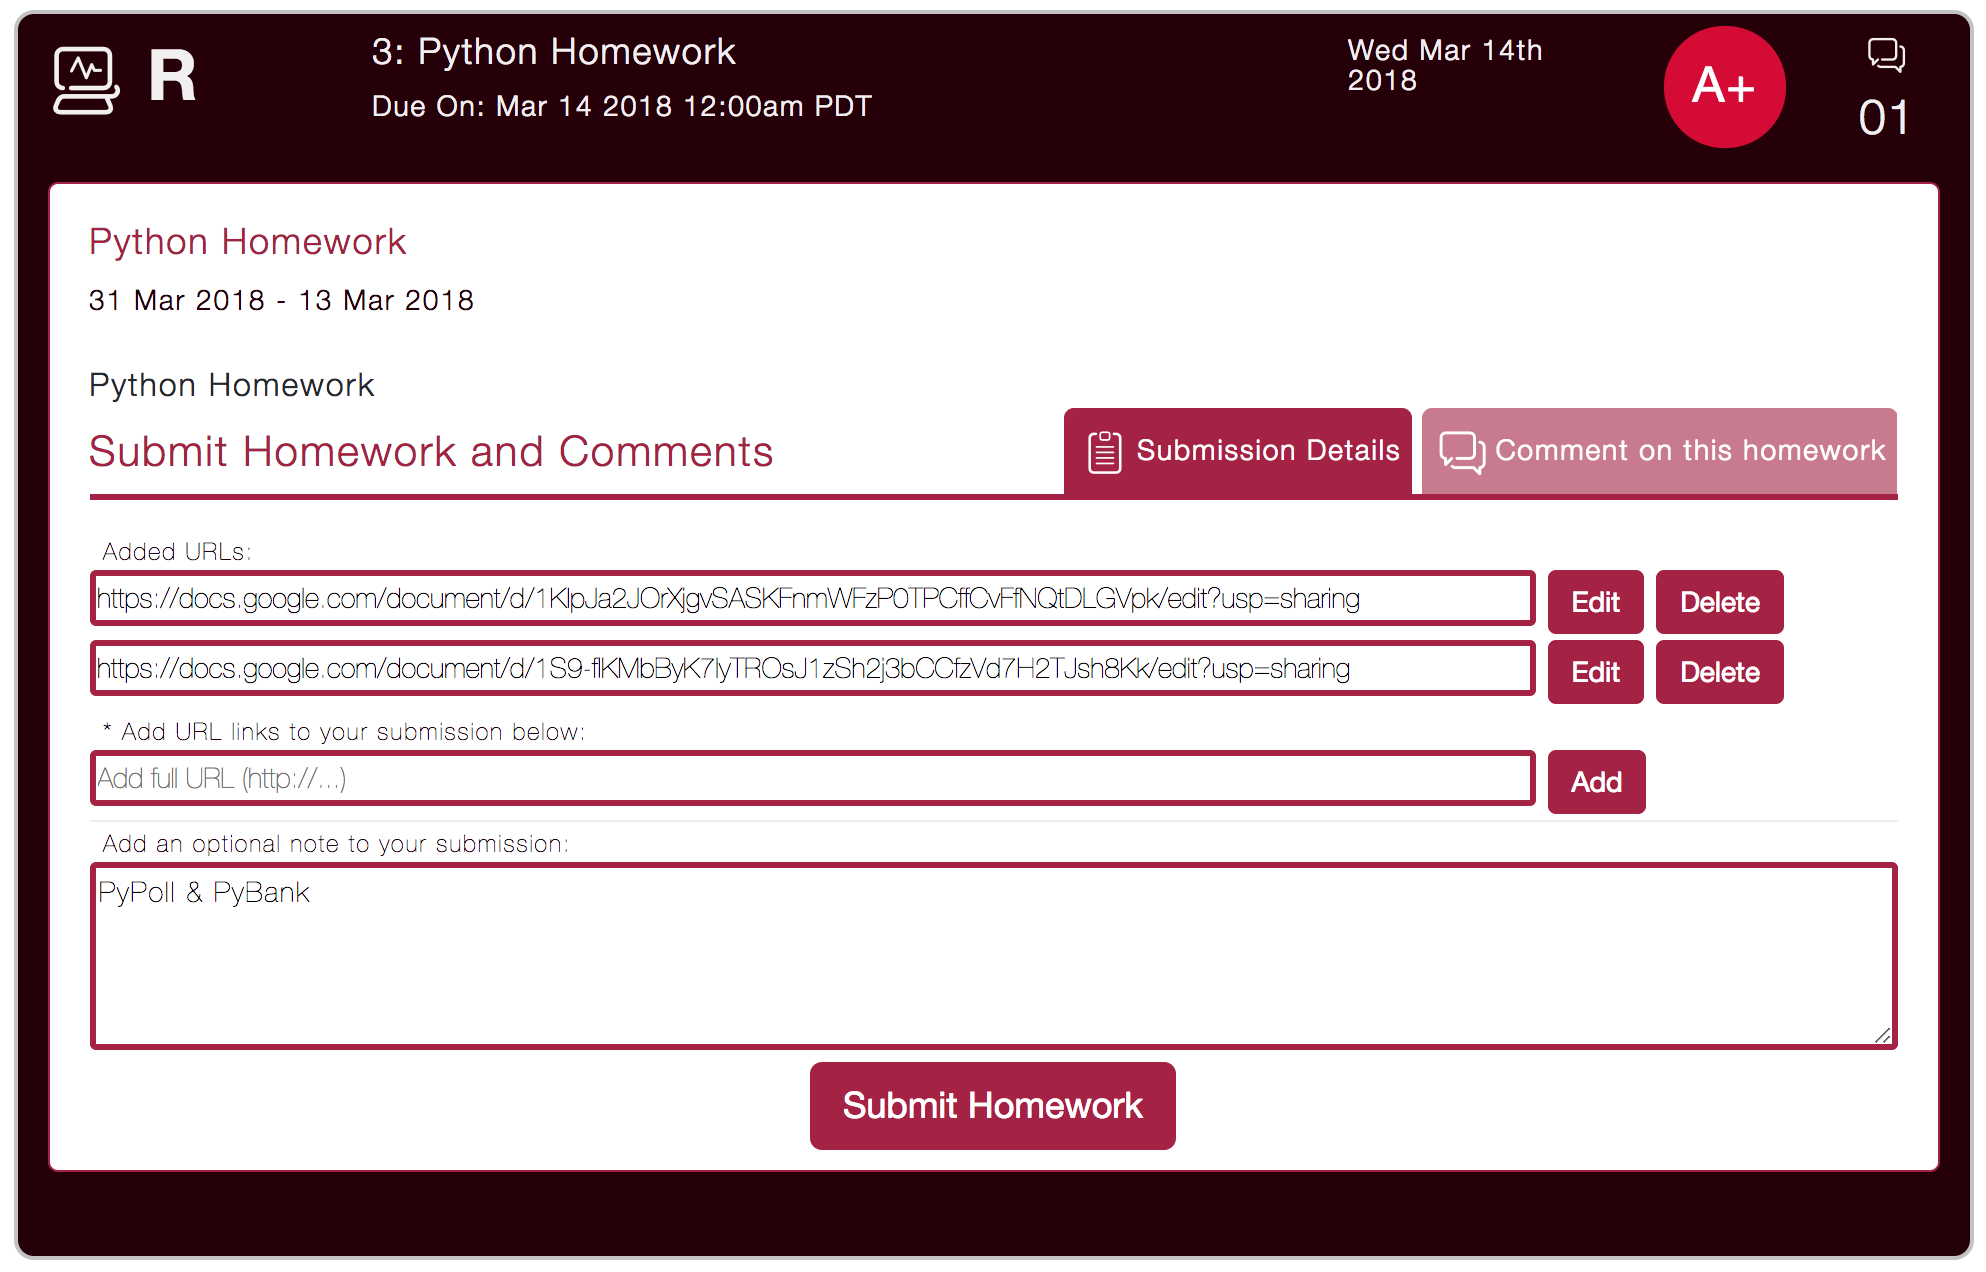 R
3: Python Homework
Due On: Mar 14 2018 12:00am PDT
Wed Mar 14th
2018
A+
01
Python Homework
31 Mar 2018 - 13 Mar 2018
Python Homework
Submit Homework and Comments
Submission Details
Comment on this homework
Added URLs:
https://docs.google.com/document/d/1KlpJa2JOrXjgvSASKFnmWFzP0TPCffCvFfNQtDLGVpk/edit?usp=sharing
Edit
Delete
https://docs.google.com/document/d/1S9-flKMbByK7lyTROsJ1zSh2j3bCCfzVd7H2TJsh8Kk/edit?usp=sharing
Edit
Delete
* Add URL links to your submission below:
Add full URL (http://...)
Add
Add an optional note to your submission:
PyPoll & PyBank
Submit Homework